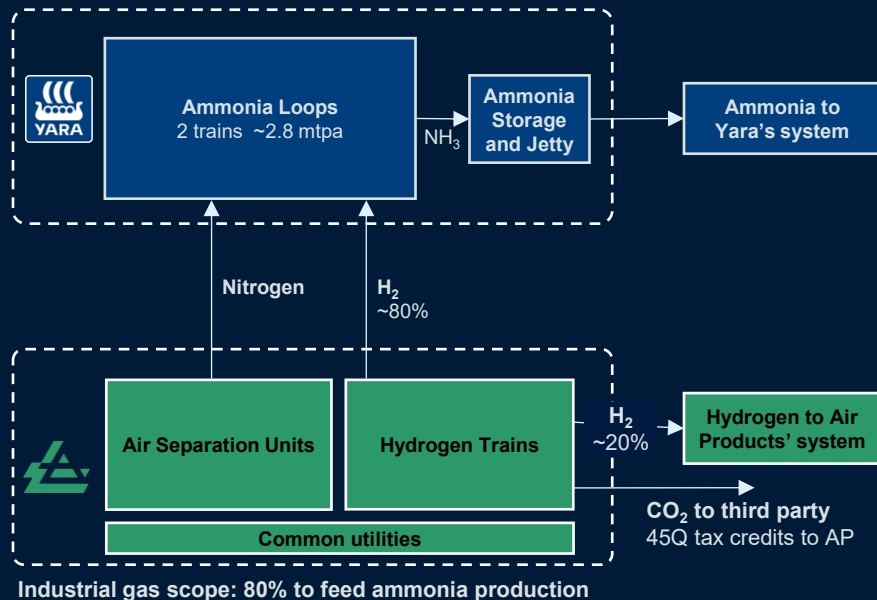 YARA
Ammonia Loops
2 trains ~2.8 mtpa
NH₃
Ammonia
Storage
and Jetty
Ammonia to
Yara's system
Nitrogen
H₂
~80%
Air Separation Units
Hydrogen Trains
H₂
~20%
Hydrogen to Air
Products' system
CO₂ to third party
45Q tax credits to AP
Common utilities
Industrial gas scope: 80% to feed ammonia production